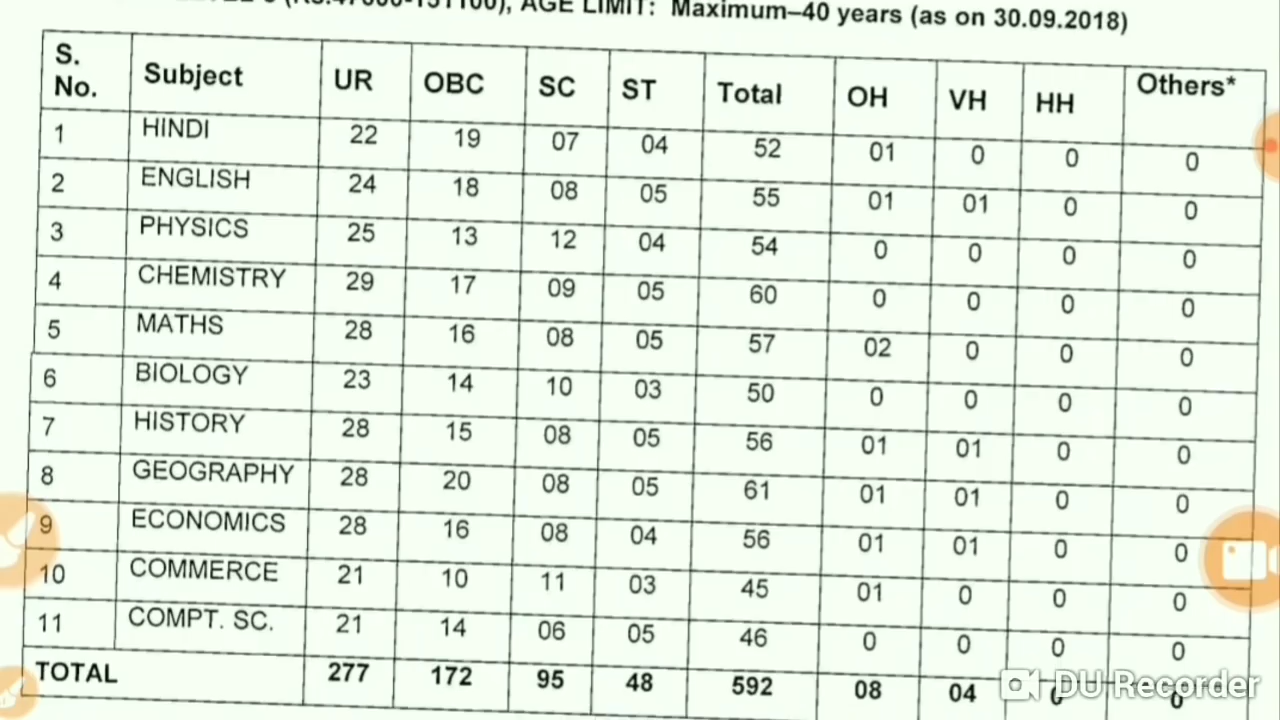 AGE LIMIT: Maximum–40 years (as on 30.09.2018)
S. No. Subject UR OBC SC ST Total OH VH HH Others*
1 HINDI 22 19 07 04 52 01 0 0 0
2 ENGLISH 24 18 08 05 55 01 01 0 0
3 PHYSICS 25 13 12 04 54 0 0 0 0
4 CHEMISTRY 29 17 09 05 60 0 0 0 0
5 MATHS 28 16 08 05 57 02 0 0 0
6 BIOLOGY 23 14 10 03 50 0 0 0 0
7 HISTORY 28 15 08 05 56 01 01 0 0
8 GEOGRAPHY 28 20 08 05 61 01 01 0 0
9 ECONOMICS 28 16 08 04 56 01 01 0 0
10 COMMERCE 21 10 11 03 45 01 0 0 0
11 COMPT. SC. 21 14 06 05 46 0 0 0 0
TOTAL 277 172 95 48 592 08 04 0 0
DU Recorder